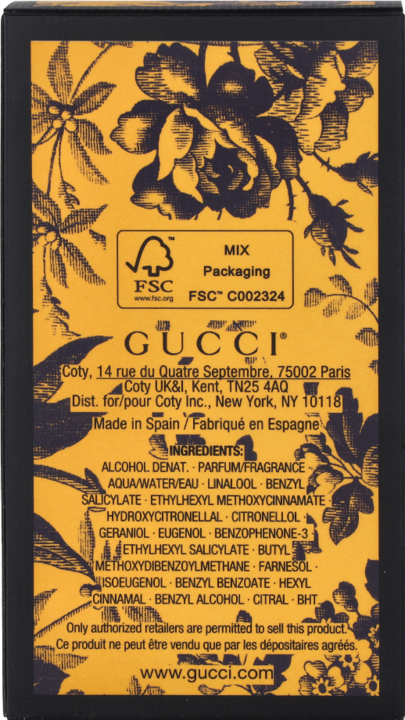 MIX
Packaging
FSC™
www.fsc.org
FSC™ C002324
GUCCI®
Coty, 14 rue du Quatre Septembre, 75002 Paris
Coty UK&I, Kent, TN25 4AQ
Dist. for/pour Coty Inc., New York, NY 10118
Made in Spain / Fabriqué en Espagne
INGREDIENTS:
ALCOHOL DENAT. · PARFUM/FRAGRANCE ·
AQUA/WATER/EAU · LINALOOL · BENZYL
SALICYLATE · ETHYLHEXYL METHOXYCINNAMATE ·
HYDROXYCITRONELLAL · CITRONELLOL ·
GERANIOL · EUGENOL · BENZOPHENONE-3 ·
ETHYLHEXYL SALICYLATE · BUTYL
METHOXYDIBENZOYLMETHANE · FARNESOL ·
ISOEUGENOL · BENZYL BENZOATE · HEXYL
CINNAMAL · BENZYL ALCOHOL · CITRAL · BHT
Only authorized retailers are permitted to sell this product.
Ce produit ne peut être vendu que par les dépositaires agréés.
www.gucci.com